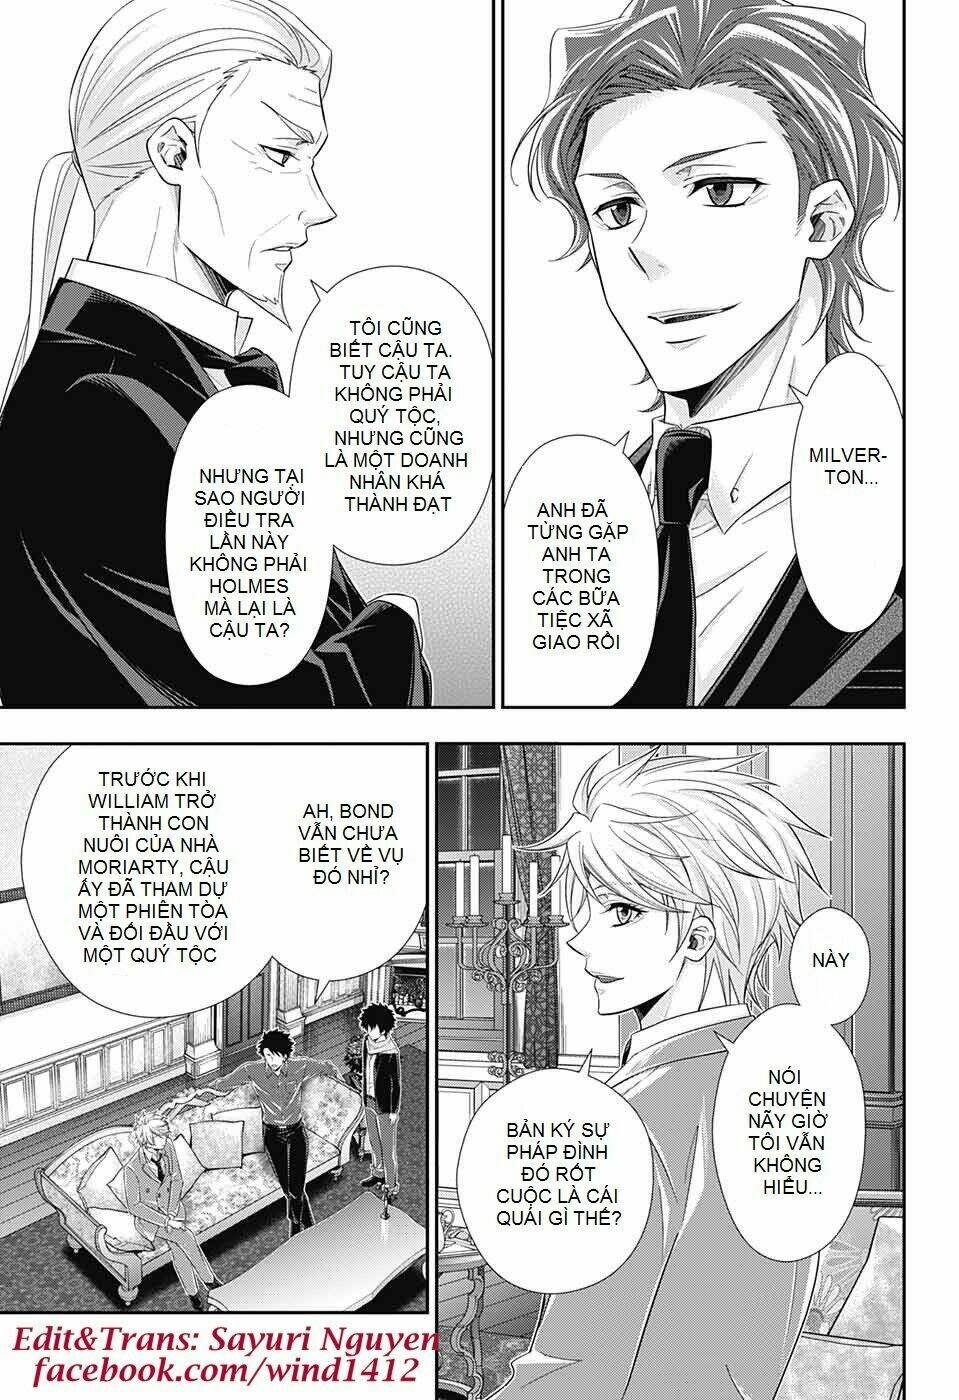 MILVER-
TON...
ANH ĐÃ
TỪNG GẶP
ANH TA
TRONG
CÁC BỮA
TIỆC XÃ
GIAO RỒI
TÔI CŨNG
BIẾT CẬU TA.
TUY CẬU TA
KHÔNG PHẢI
QUÝ TỘC,
NHƯNG CŨNG
LÀ MỘT DOANH
NHÂN KHÁ
THÀNH ĐẠT
NHƯNG TẠI
SAO NGƯỜI
ĐIỀU TRA
LẦN NÀY
KHÔNG PHẢI
HOLMES
MÀ LẠI LÀ
CẬU TA?
NÀY
NÓI
CHUYỆN
NÃY GIỜ
TÔI VẪN
KHÔNG
HIỂU...
BẢN KÝ SỰ
PHÁP ĐÌNH
ĐÓ RỐT
CUỘC LÀ CÁI
QUÁI GÌ THẾ?
AH, BOND
VẪN CHƯA
BIẾT VỀ VỤ
ĐÓ NHỈ?
TRƯỚC KHI
WILLIAM TRỞ
THÀNH CON
NUÔI CỦA NHÀ
MORIARTY, CẬU
ẤY ĐÃ THAM DỰ
MỘT PHIÊN TÒA
VÀ ĐỐI ĐẦU VỚI
MỘT QUÝ TỘC
Edit&Trans: Sayuri Nguyen
facebook.com/wind1412